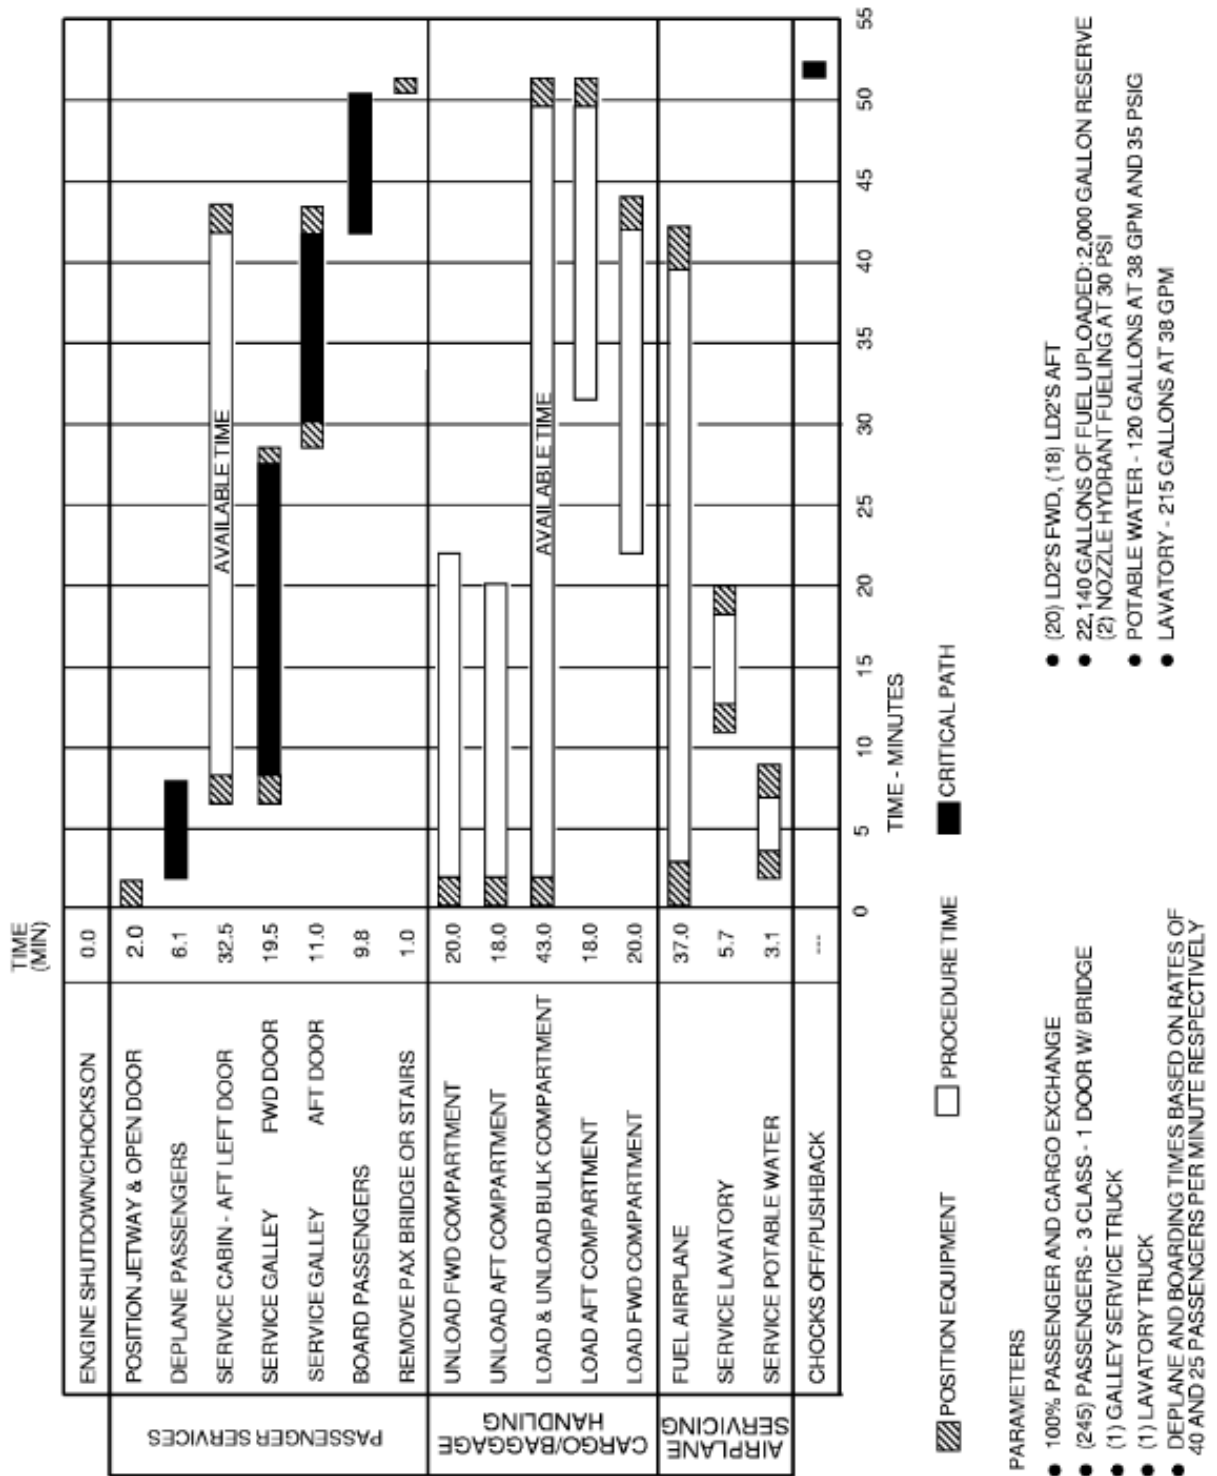 TIME
(MIN)
ENGINE SHUTDOWN/CHOCKS ON 0.0
PASSENGER SERVICES
POSITION JETWAY & OPEN DOOR 2.0
DEPLANE PASSENGERS 6.1
SERVICE CABIN - AFT LEFT DOOR 32.5 AVAILABLE TIME
SERVICE GALLEY FWD DOOR 19.5
SERVICE GALLEY AFT DOOR 11.0
BOARD PASSENGERS 9.8
REMOVE PAX BRIDGE OR STAIRS 1.0
CARGO/BAGGAGE
HANDLING
UNLOAD FWD COMPARTMENT 20.0
UNLOAD AFT COMPARTMENT 18.0
LOAD & UNLOAD BULK COMPARTMENT 43.0 AVAILABLE TIME
LOAD AFT COMPARTMENT 18.0
LOAD FWD COMPARTMENT 20.0
AIRPLANE
SERVICING
FUEL AIRPLANE 37.0
SERVICE LAVATORY 5.7
SERVICE POTABLE WATER 3.1
CHOCKS OFF/PUSHBACK ---
0 5 10 15 20 25 30 35 40 45 50 55
TIME - MINUTES
POSITION EQUIPMENT PROCEDURE TIME CRITICAL PATH
PARAMETERS
● 100% PASSENGER AND CARGO EXCHANGE
● (245) PASSENGERS - 3 CLASS - 1 DOOR W/ BRIDGE
● (1) GALLEY SERVICE TRUCK
● (1) LAVATORY TRUCK
● DEPLANE AND BOARDING TIMES BASED ON RATES OF
40 AND 25 PASSENGERS PER MINUTE RESPECTIVELY
● (20) LD2'S FWD, (18) LD2'S AFT
● 22,140 GALLONS OF FUEL UPLOADED: 2,000 GALLON RESERVE
(2) NOZZLE HYDRANT FUELING AT 30 PSI
● POTABLE WATER - 120 GALLONS AT 38 GPM AND 35 PSIG
● LAVATORY - 215 GALLONS AT 38 GPM